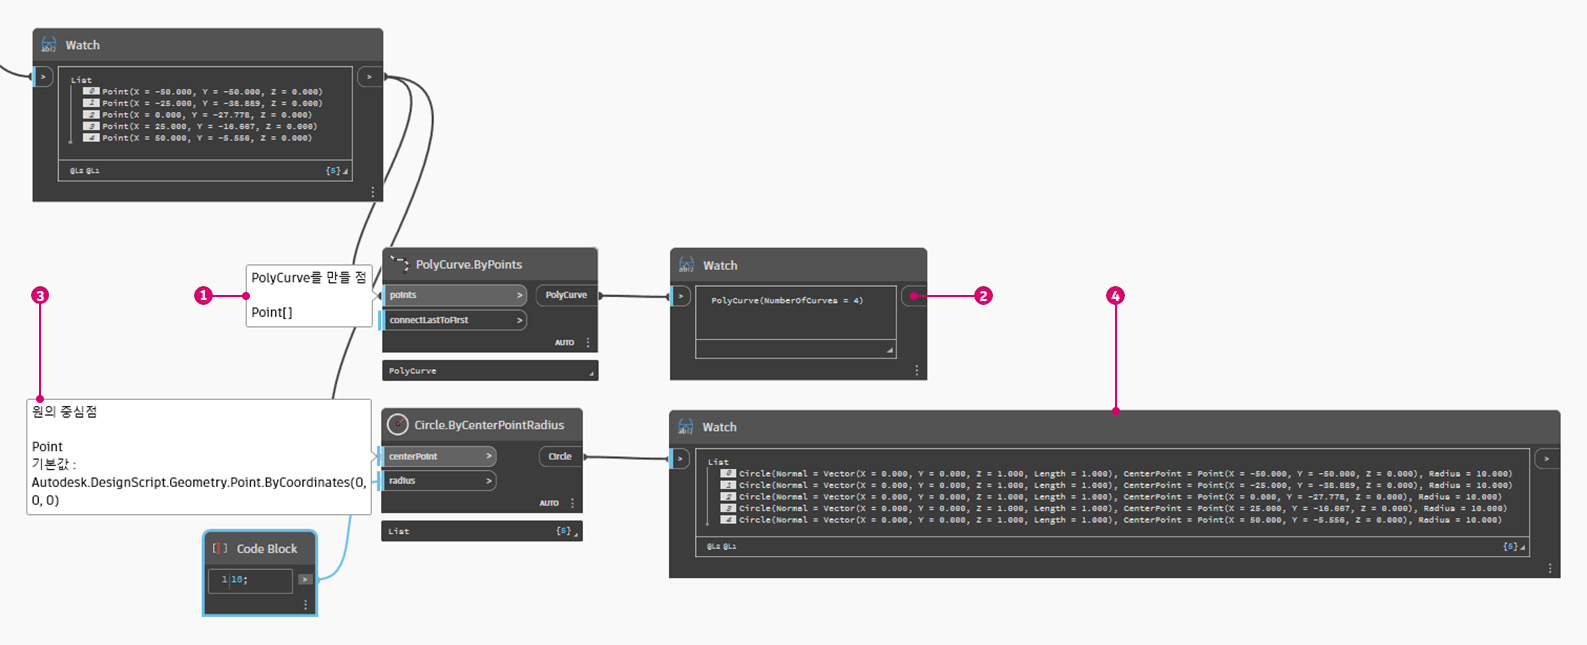 Watch
>
>
List
0 Point(X = -50.000, Y = -50.000, Z = 0.000)
1 Point(X = -25.000, Y = -38.889, Z = 0.000)
2 Point(X = 0.000, Y = -27.778, Z = 0.000)
3 Point(X = 25.000, Y = -16.667, Z = 0.000)
4 Point(X = 50.000, Y = -5.556, Z = 0.000)
@L2 @L1
{5}
1
PolyCurve를 만들 점
Point[]
PolyCurve.ByPoints
points >
PolyCurve
connectLastToFirst >
AUTO
PolyCurve
Watch
>
PolyCurve(NumberOfCurves = 4)
2
3
원의 중심점
Point
기본값 :
Autodesk.DesignScript.Geometry.Point.ByCoordinates(0,
0, 0)
Circle.ByCenterPointRadius
centerPoint >
Circle
radius >
AUTO
List
{5}
4
Watch
>
>
List
0 Circle(Normal = Vector(X = 0.000, Y = 0.000, Z = 1.000, Length = 1.000), CenterPoint = Point(X = -50.000, Y = -50.000, Z = 0.000), Radius = 10.000)
1 Circle(Normal = Vector(X = 0.000, Y = 0.000, Z = 1.000, Length = 1.000), CenterPoint = Point(X = -25.000, Y = -38.889, Z = 0.000), Radius = 10.000)
2 Circle(Normal = Vector(X = 0.000, Y = 0.000, Z = 1.000, Length = 1.000), CenterPoint = Point(X = 0.000, Y = -27.778, Z = 0.000), Radius = 10.000)
3 Circle(Normal = Vector(X = 0.000, Y = 0.000, Z = 1.000, Length = 1.000), CenterPoint = Point(X = 25.000, Y = -16.667, Z = 0.000), Radius = 10.000)
4 Circle(Normal = Vector(X = 0.000, Y = 0.000, Z = 1.000, Length = 1.000), CenterPoint = Point(X = 50.000, Y = -5.556, Z = 0.000), Radius = 10.000)
@L2 @L1
{5}
Code Block
1 10;
>